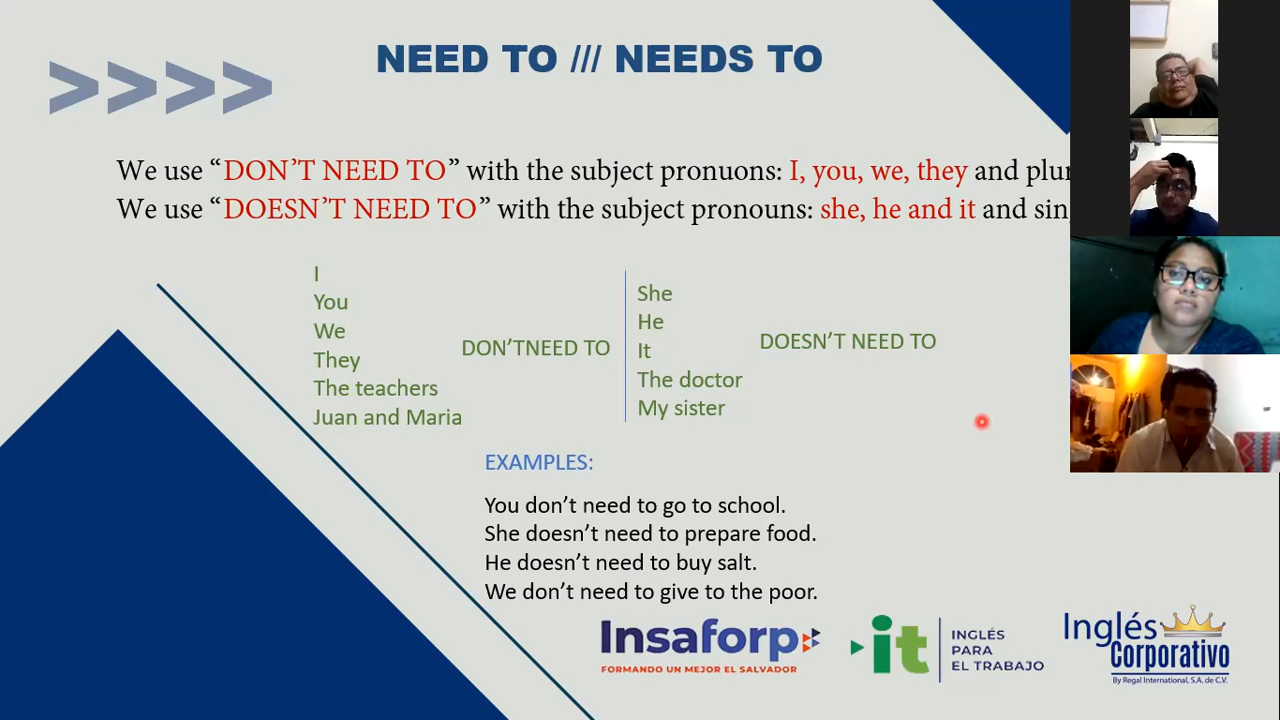 >>>>
NEED TO /// NEEDS TO
We use “DON’T NEED TO” with the subject pronuons: I, you, we, they and plur
We use “DOESN’T NEED TO” with the subject pronouns: she, he and it and sin
I
You
We
They
The teachers
Juan and Maria
DON’TNEED TO
She
He
It
The doctor
My sister
DOESN’T NEED TO
EXAMPLES:
You don’t need to go to school.
She doesn’t need to prepare food.
He doesn’t need to buy salt.
We don’t need to give to the poor.
Insaforp
FORMANDO UN MEJOR EL SALVADOR
it
INGLÉS
PARA
EL TRABAJO
Inglés
Corporativo
By Regal International, S.A. de C.V.